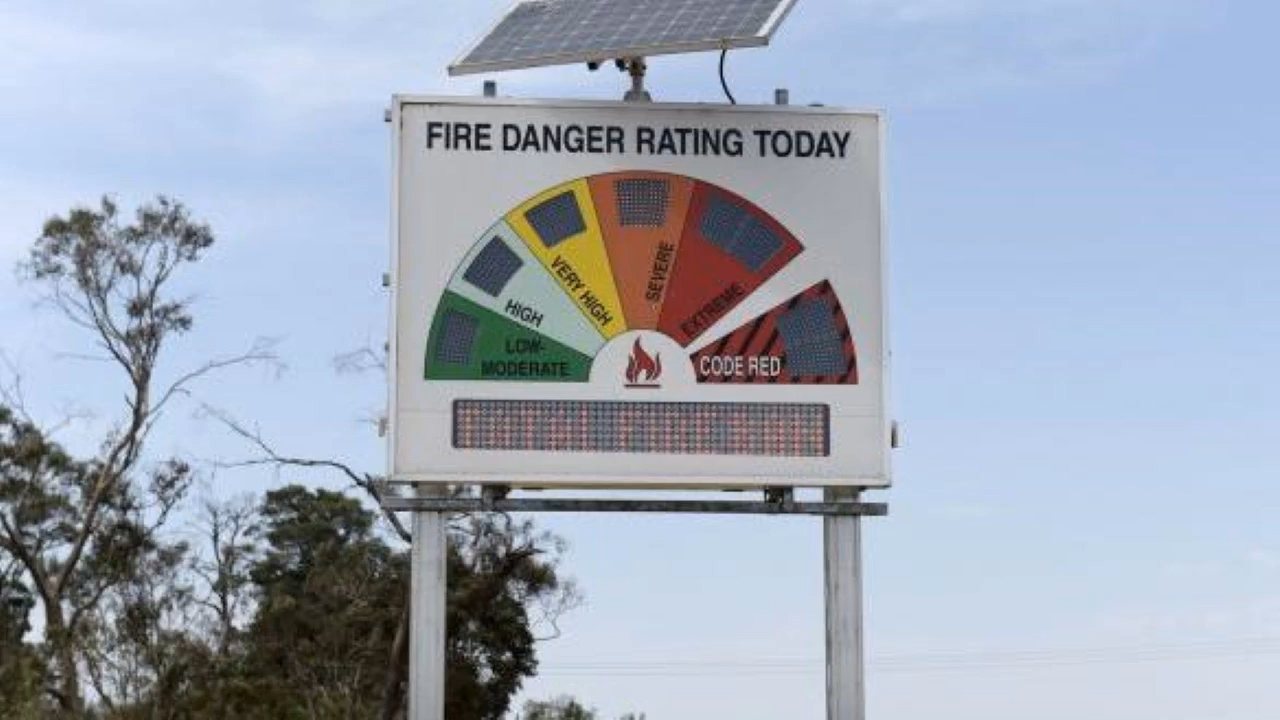 FIRE DANGER RATING TODAY
LOW-
MODERATE
HIGH
VERY HIGH
SEVERE
EXTREME
CODE RED